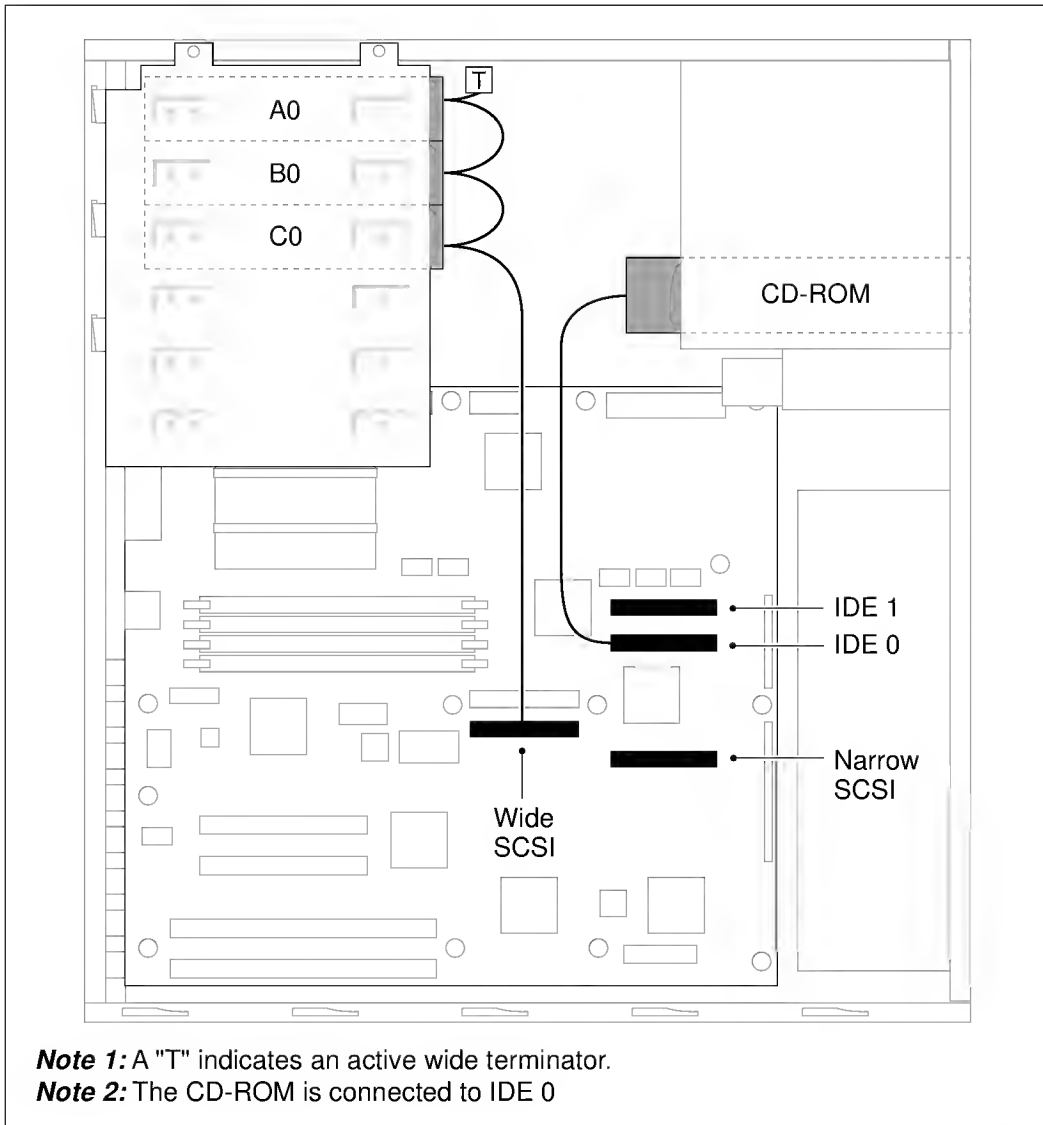 T
A0
B0
C0
CD-ROM
IDE 1
IDE 0
Narrow
SCSI
Wide
SCSI
Note 1: A "T" indicates an active wide terminator.
Note 2: The CD-ROM is connected to IDE 0